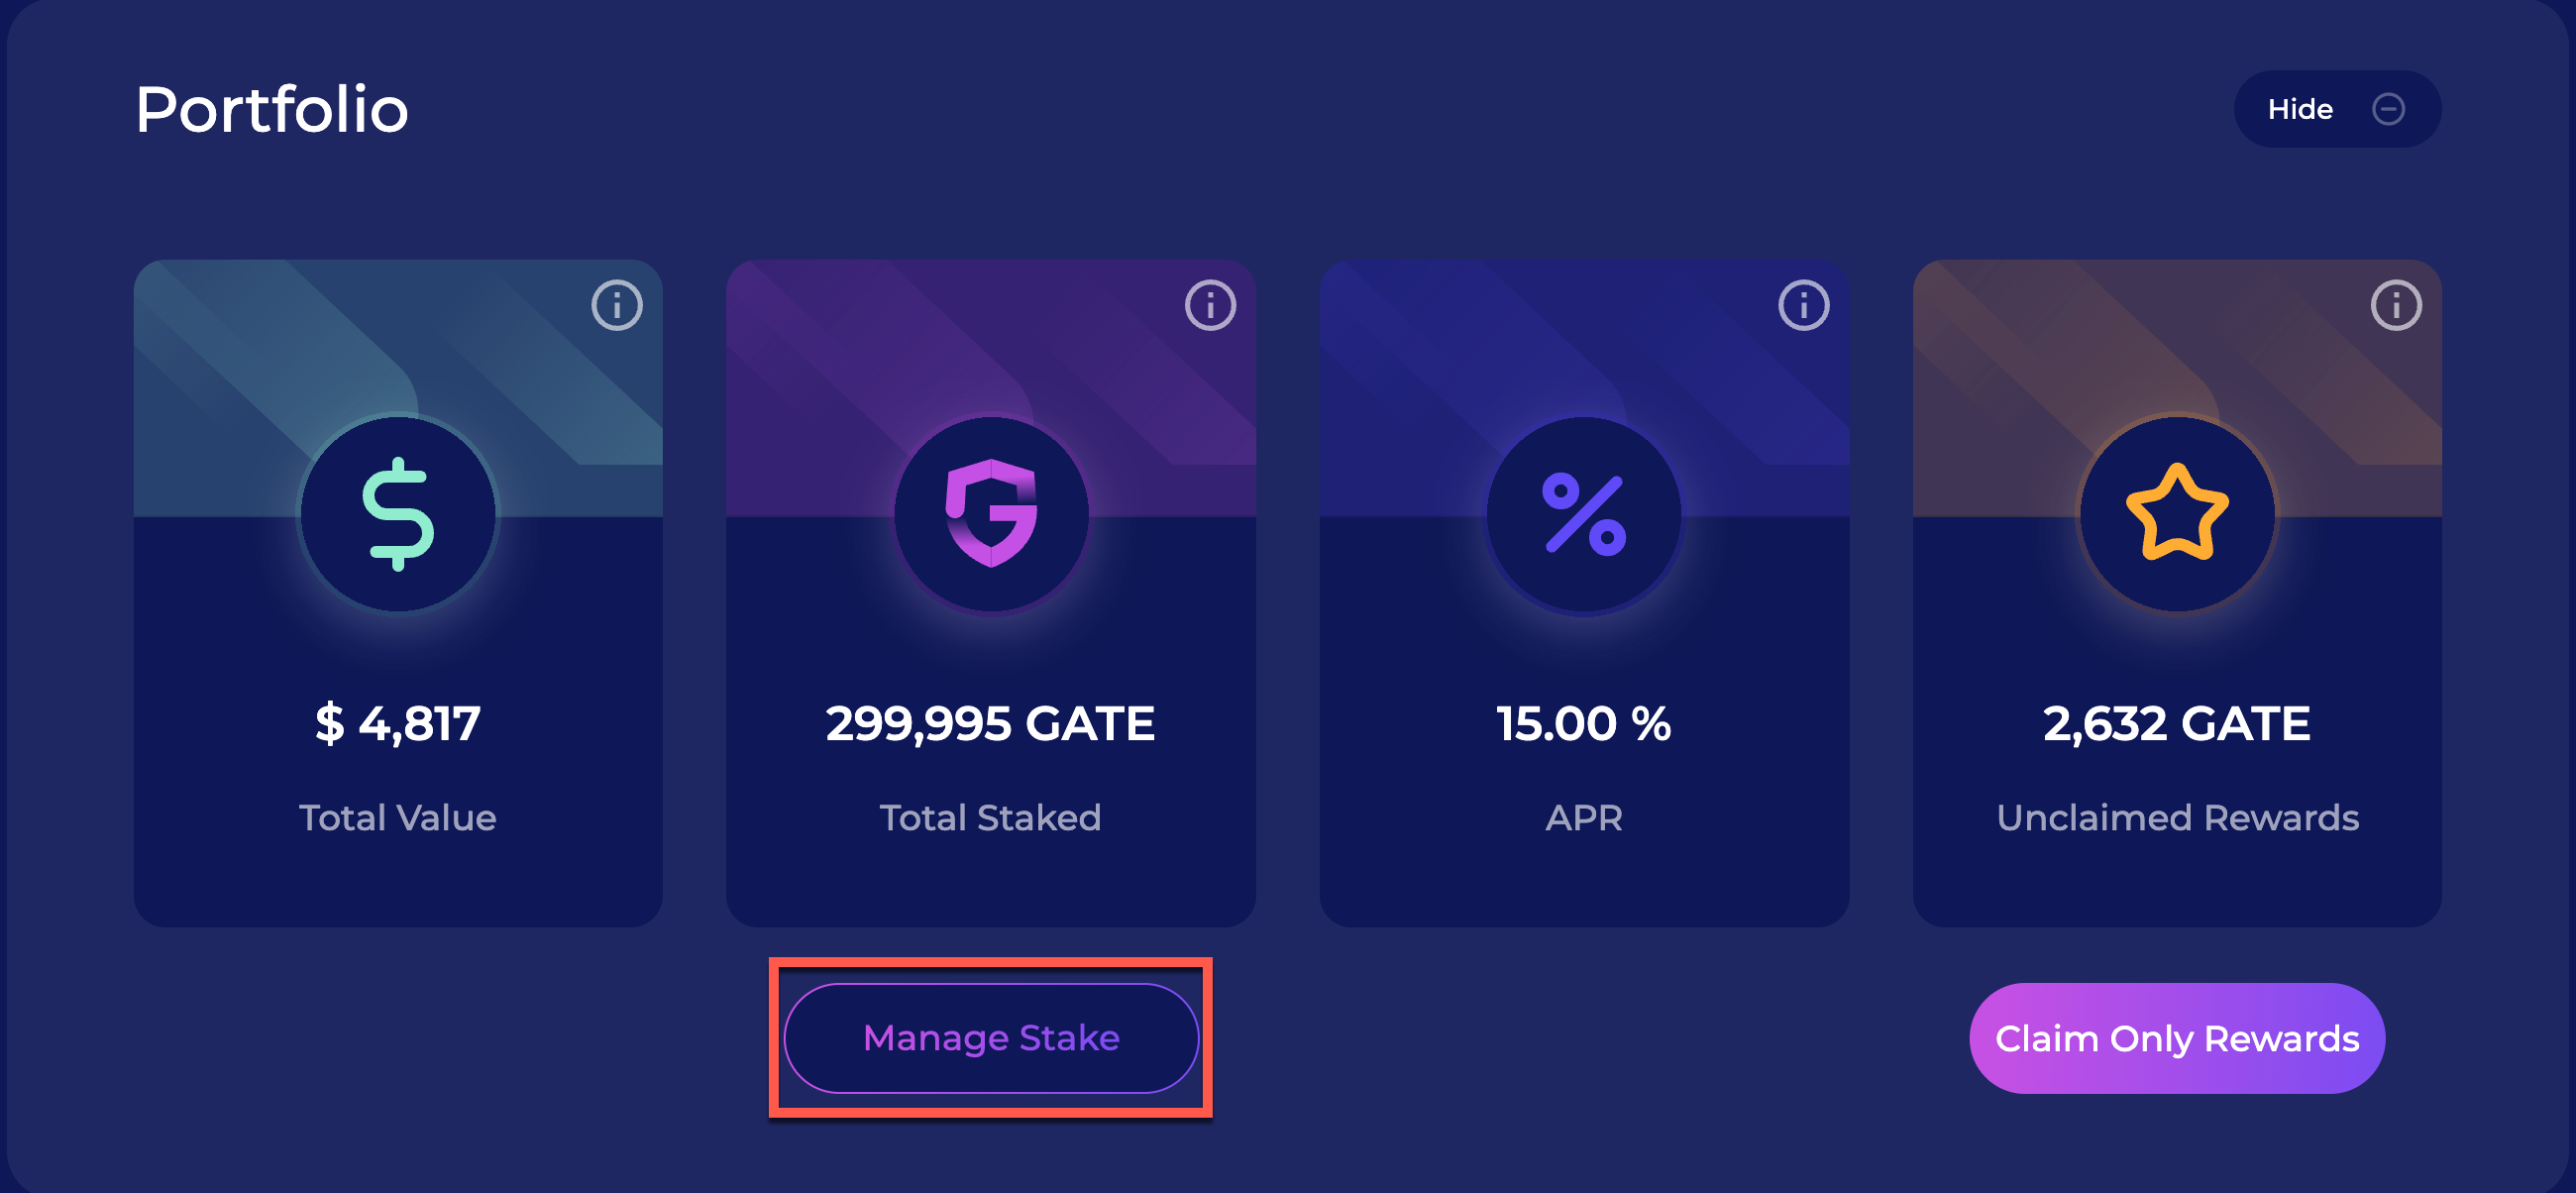 Portfolio
Hide
$ 4,817
Total Value
299,995 GATE
Total Staked
15.00 %
APR
2,632 GATE
Unclaimed Rewards
Manage Stake
Claim Only Rewards